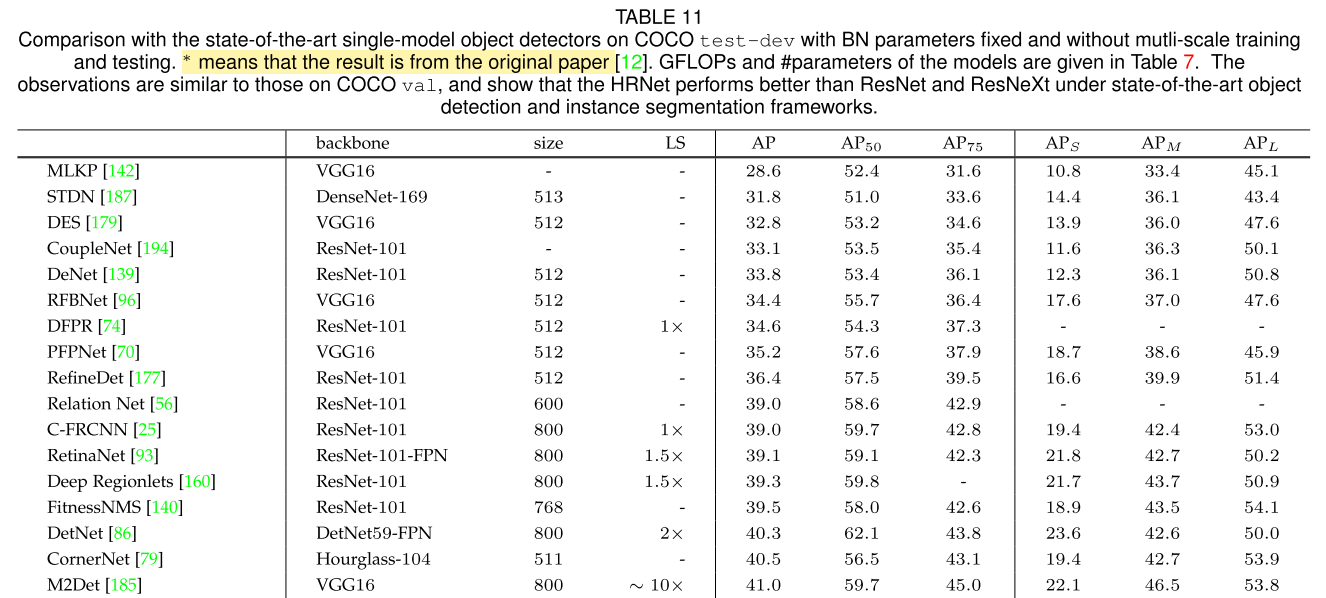 TABLE 11
Comparison with the state-of-the-art single-model object detectors on COCO test-dev with BN parameters fixed and without mutli-scale training
and testing. * means that the result is from the original paper [12]. GFLOPs and #parameters of the models are given in Table 7. The
observations are similar to those on COCO val, and show that the HRNet performs better than ResNet and ResNeXt under state-of-the-art object
detection and instance segmentation frameworks.
backbone size LS AP AP50 AP75 APS APM APL
MLKP [142] VGG16 - - 28.6 52.4 31.6 10.8 33.4 45.1
STDN [187] DenseNet-169 513 - 31.8 51.0 33.6 14.4 36.1 43.4
DES [179] VGG16 512 - 32.8 53.2 34.6 13.9 36.0 47.6
CoupleNet [194] ResNet-101 - - 33.1 53.5 35.4 11.6 36.3 50.1
DeNet [139] ResNet-101 512 - 33.8 53.4 36.1 12.3 36.1 50.8
RFBNet [96] VGG16 512 - 34.4 55.7 36.4 17.6 37.0 47.6
DFPR [74] ResNet-101 512 1× 34.6 54.3 37.3 - - -
PFPNet [70] VGG16 512 - 35.2 57.6 37.9 18.7 38.6 45.9
RefineDet [177] ResNet-101 512 - 36.4 57.5 39.5 16.6 39.9 51.4
Relation Net [56] ResNet-101 600 - 39.0 58.6 42.9 - - -
C-FRCNN [25] ResNet-101 800 1× 39.0 59.7 42.8 19.4 42.4 53.0
RetinaNet [93] ResNet-101-FPN 800 1.5× 39.1 59.1 42.3 21.8 42.7 50.2
Deep Regionlets [160] ResNet-101 800 1.5× 39.3 59.8 - 21.7 43.7 50.9
FitnessNMS [140] ResNet-101 768 - 39.5 58.0 42.6 18.9 43.5 54.1
DetNet [86] DetNet59-FPN 800 2× 40.3 62.1 43.8 23.6 42.6 50.0
CornerNet [79] Hourglass-104 511 - 40.5 56.5 43.1 19.4 42.7 53.9
M2Det [185] VGG16 800 ∼ 10× 41.0 59.7 45.0 22.1 46.5 53.8